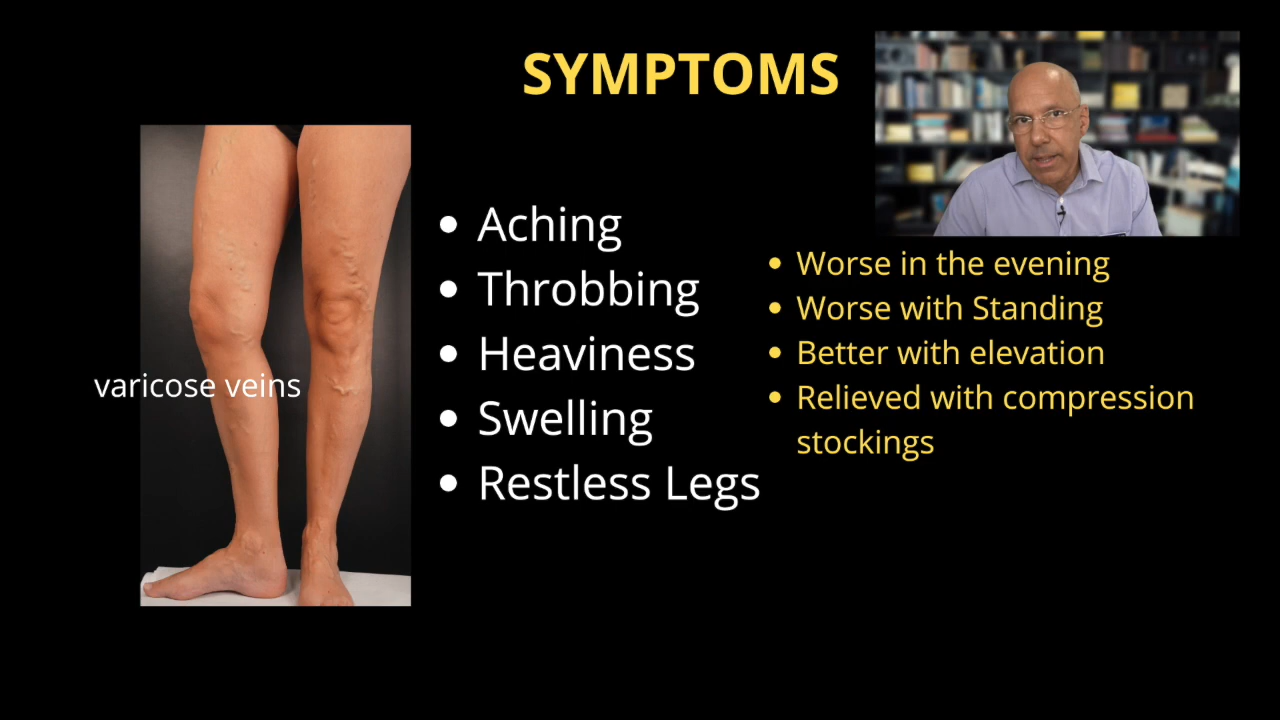 SYMPTOMS
varicose veins
Aching
Throbbing
Heaviness
Swelling
Restless Legs
Worse in the evening
Worse with Standing
Better with elevation
Relieved with compression
stockings